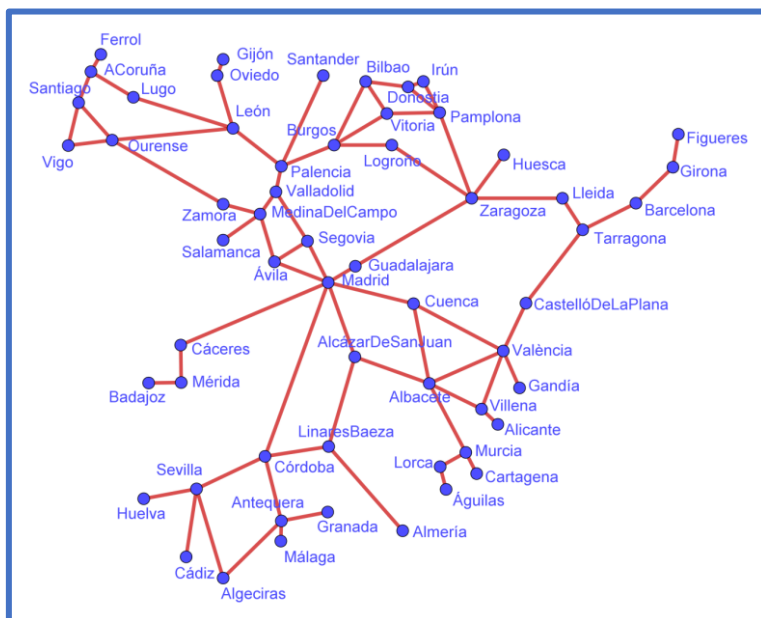 Ferrol
Gijón
Santander
Bilbao
Irún
ACoruña
Oviedo
Donostia
Santiago
Lugo
León
Burgos
Vitoria
Pamplona
Figueres
Vigo
Ourense
Logrono
Huesca
Girona
Palencia
Valladolid
Lleida
Zamora
MedinaDelCampo
Zaragoza
Barcelona
Salamanca
Segovia
Tarragona
Ávila
Guadalajara
Madrid
Cuenca
CastellóDeLaPlana
Cáceres
AlcázarDeSanJuan
València
Badajoz
Mérida
Albacete
Gandía
Villena
LinaresBaeza
Alicante
Sevilla
Córdoba
Lorca
Murcia
Cartagena
Huelva
Antequera
Águilas
Granada
Almería
Málaga
Cádiz
Algeciras